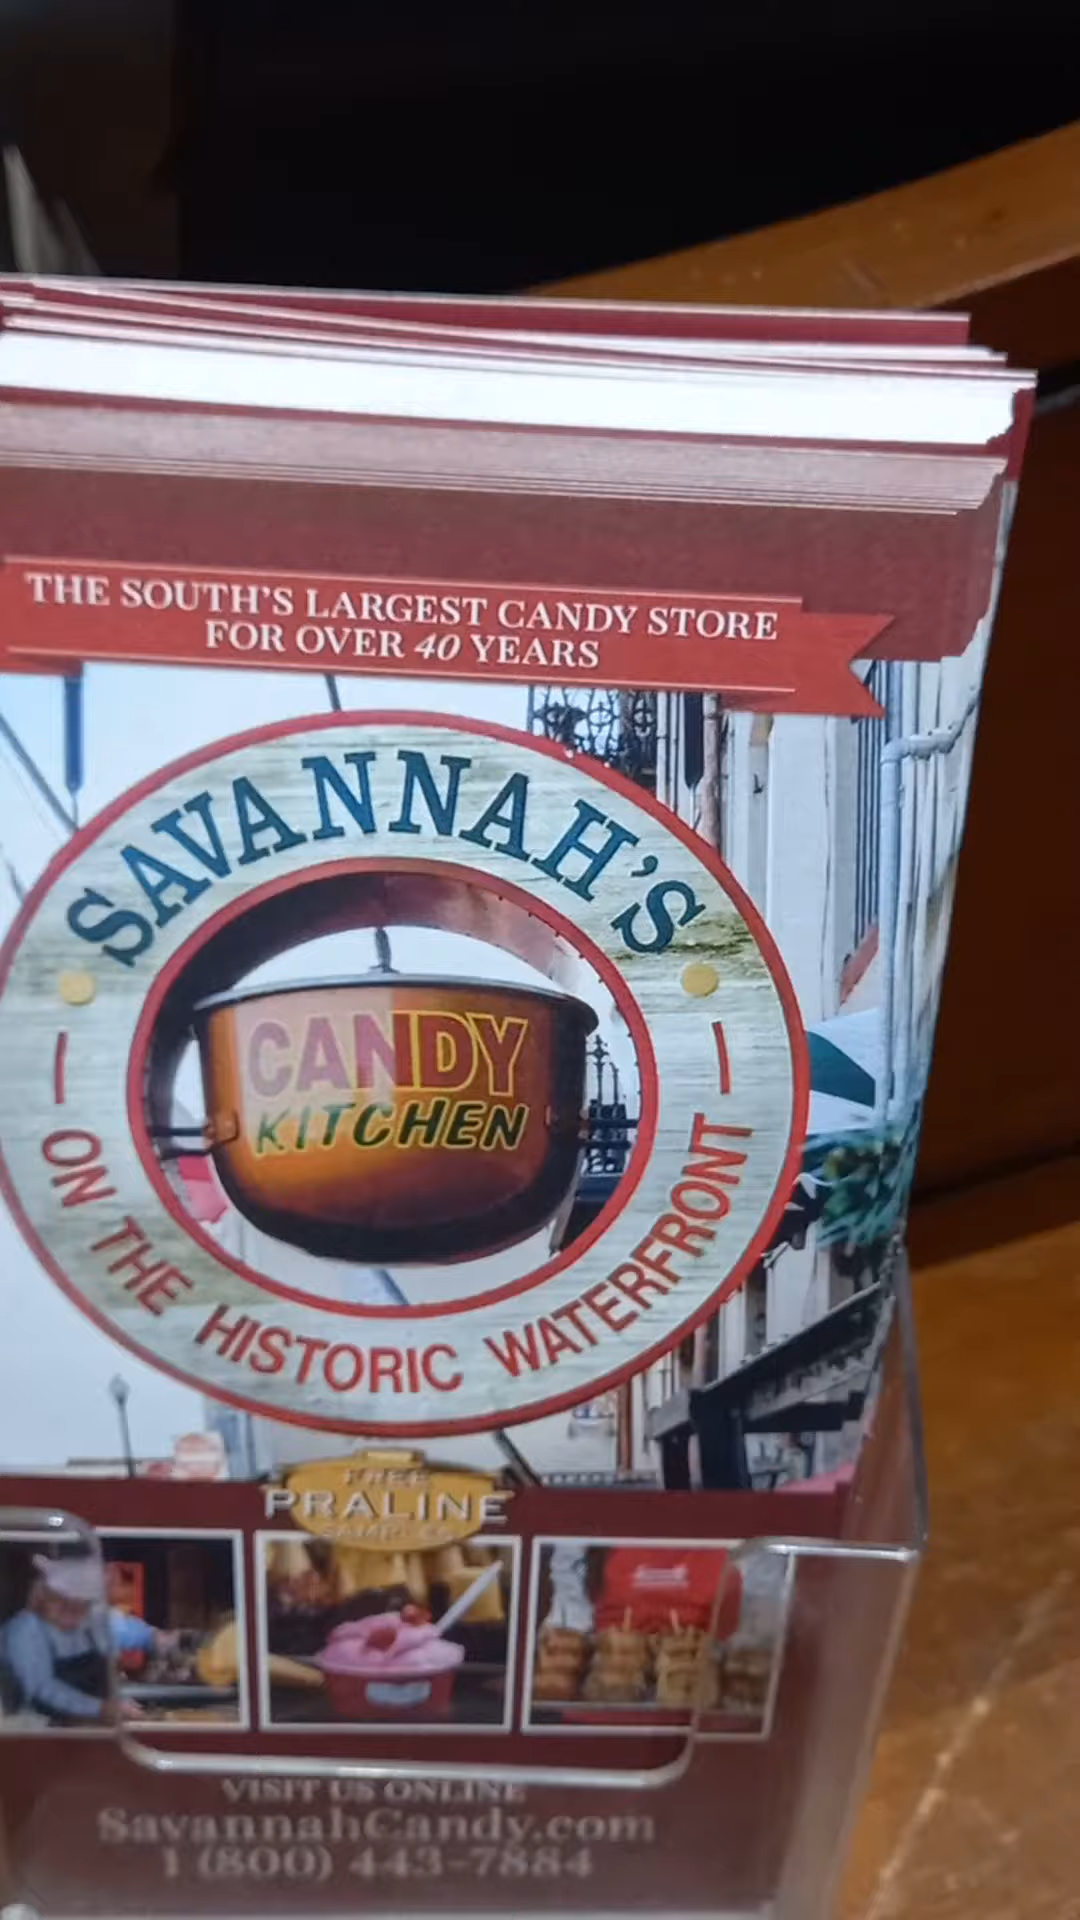 THE SOUTH'S LARGEST CANDY STORE
FOR OVER 40 YEARS
SAVANNAH'S
CANDY
KITCHEN
ON THE HISTORIC WATERFRONT
FREE
PRALINE
SAMPLES
VISIT US ONLINE
SavannahCandy.com
1 (800) 443-7884